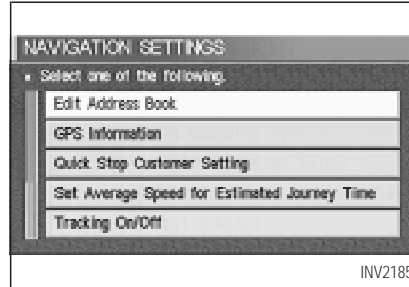 NAVIGATION SETTINGS
Select one of the following.
Edit Address Book
GPS Information
Quick Stop Customer Setting
Set Average Speed for Estimated Journey Time
Tracking On/Off
INV2185